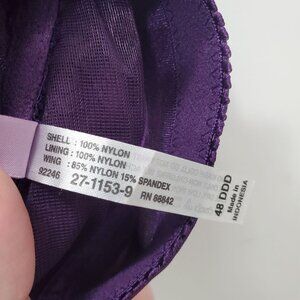 SHELL : 100% NYLON
LINING : 100% NYLON
WING : 85% NYLON 15% SPANDEX
92246 27-1153-9 RN 86842
48 DDD
Made in
INDONESIA